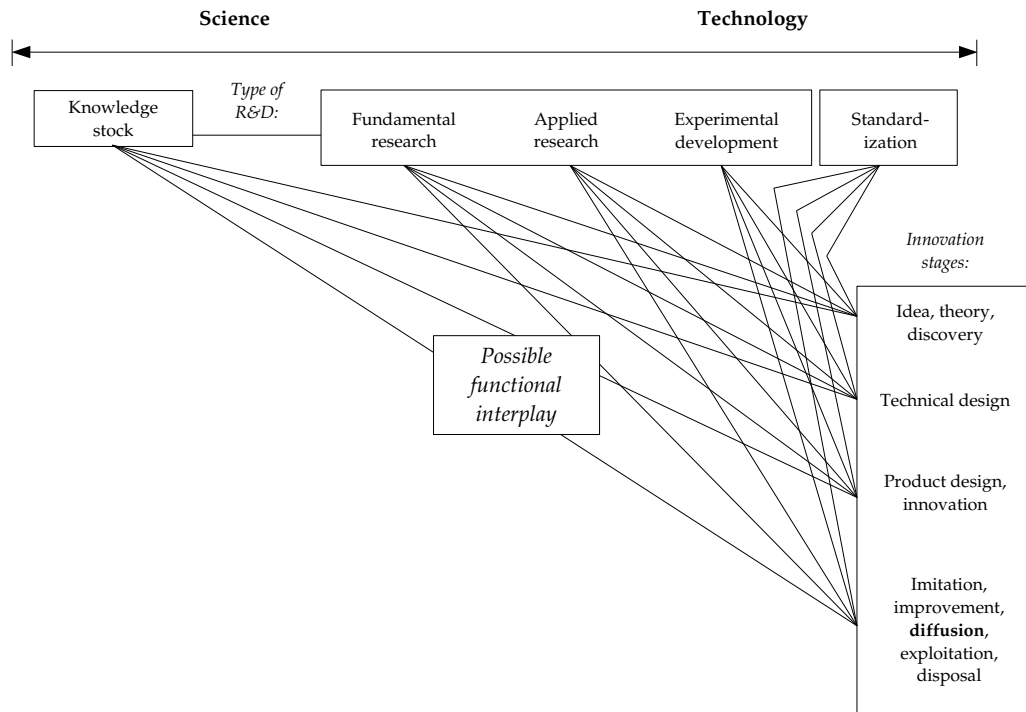 Science
Technology
Type of
R&D:
Knowledge
stock
Fundamental
research
Applied
research
Experimental
development
Standard-
ization
Innovation
stages:
Idea, theory,
discovery
Possible
functional
interplay
Technical design
Product design,
innovation
Imitation,
improvement,
diffusion,
exploitation,
disposal